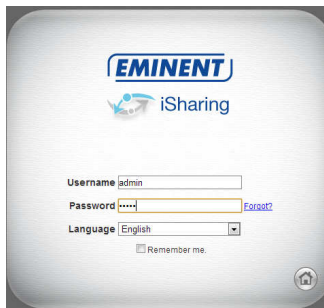 EMINENT
iSharing
Username admin
Password •••••
Forgot?
Language English
Remember me.